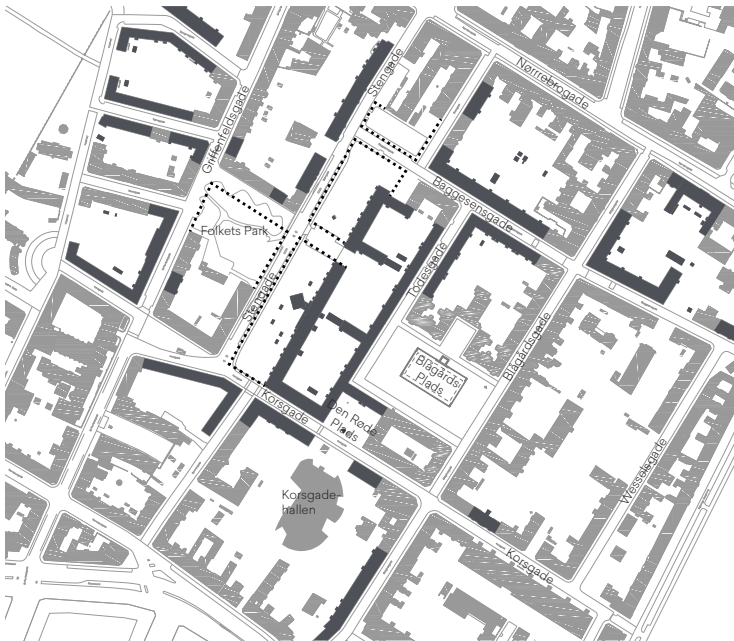 Nørrebrogade
Stengade
Griffenfeldsgade
Baggesensgade
Folkets Park
Todesgade
Stengade
Blågårdsgade
Blågårds
Plads
Korsgade
Den Røde
Plads
Wesselsgade
Korsgade-
hallen
Korsgade